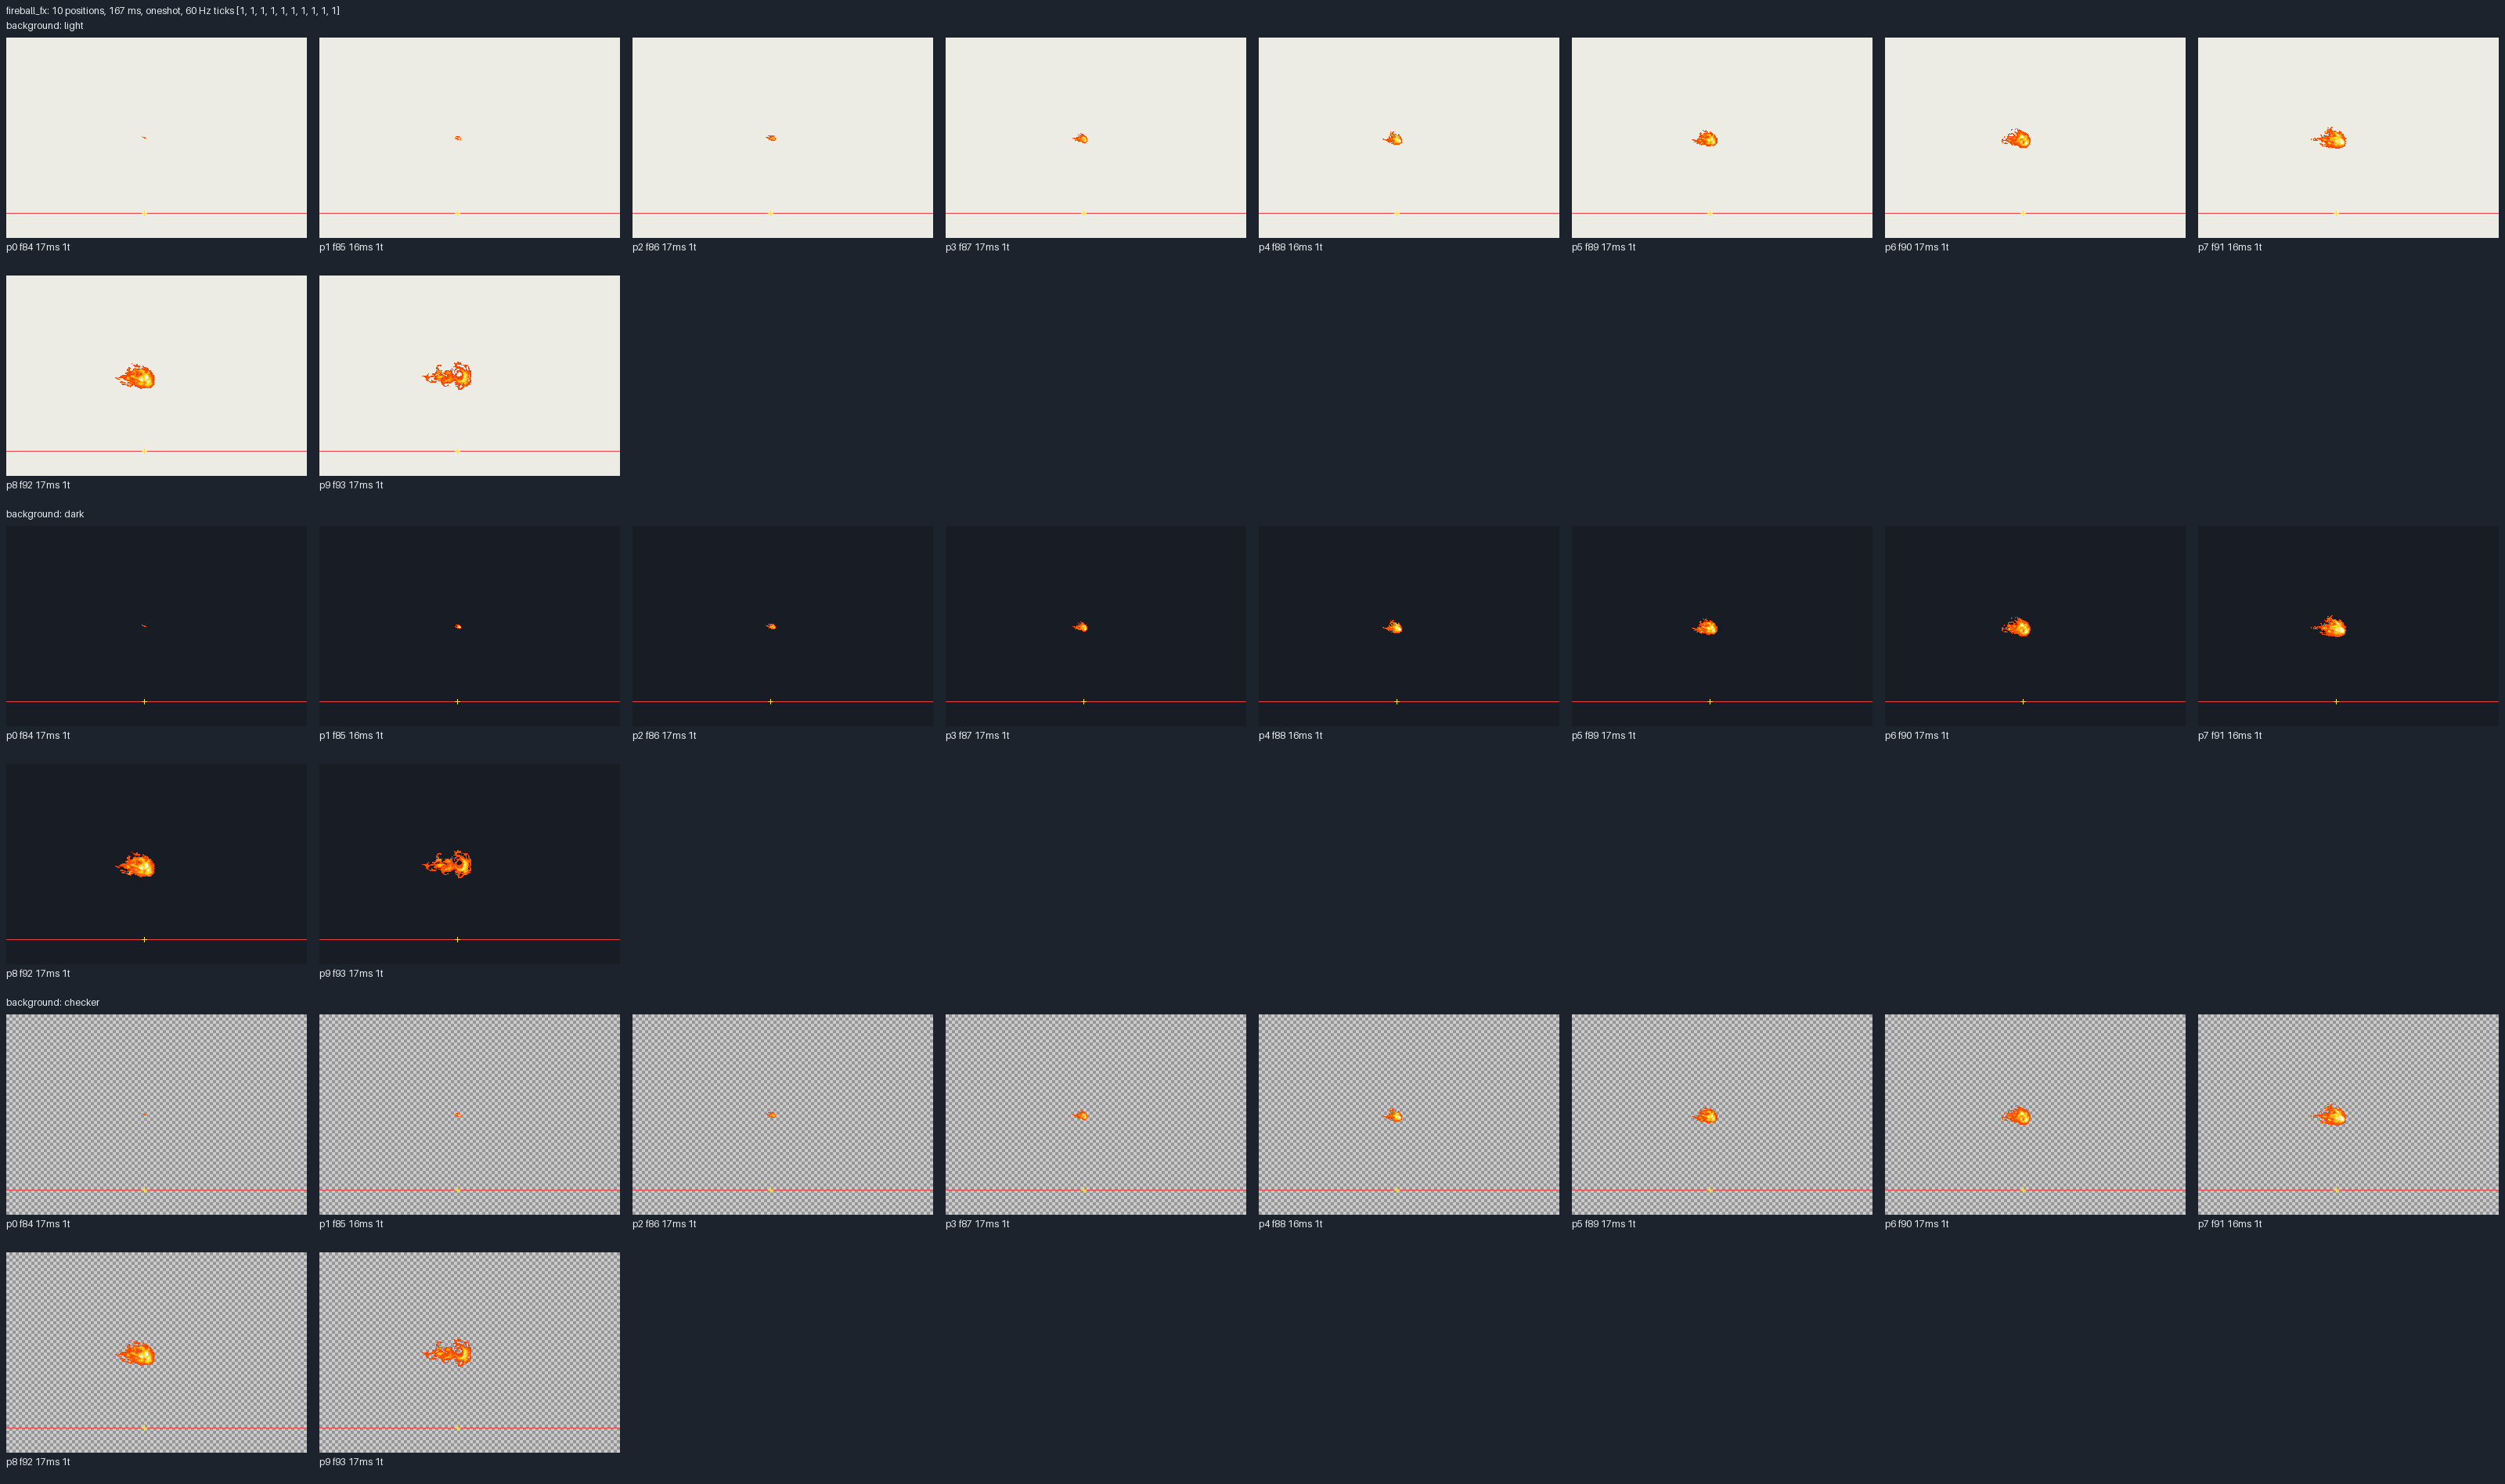 fireball_fx: 10 positions, 167 ms, oneshot, 60 Hz ticks [1, 1, 1, 1, 1, 1, 1, 1, 1, 1]
background: light
p0 f84 17ms 1t
p1 f85 16ms 1t
p2 f86 17ms 1t
p3 f87 17ms 1t
p4 f88 16ms 1t
p5 f89 17ms 1t
p6 f90 17ms 1t
p7 f91 16ms 1t
p8 f92 17ms 1t
p9 f93 17ms 1t
background: dark
p0 f84 17ms 1t
p1 f85 16ms 1t
p2 f86 17ms 1t
p3 f87 17ms 1t
p4 f88 16ms 1t
p5 f89 17ms 1t
p6 f90 17ms 1t
p7 f91 16ms 1t
p8 f92 17ms 1t
p9 f93 17ms 1t
background: checker
p0 f84 17ms 1t
p1 f85 16ms 1t
p2 f86 17ms 1t
p3 f87 17ms 1t
p4 f88 16ms 1t
p5 f89 17ms 1t
p6 f90 17ms 1t
p7 f91 16ms 1t
p8 f92 17ms 1t
p9 f93 17ms 1t